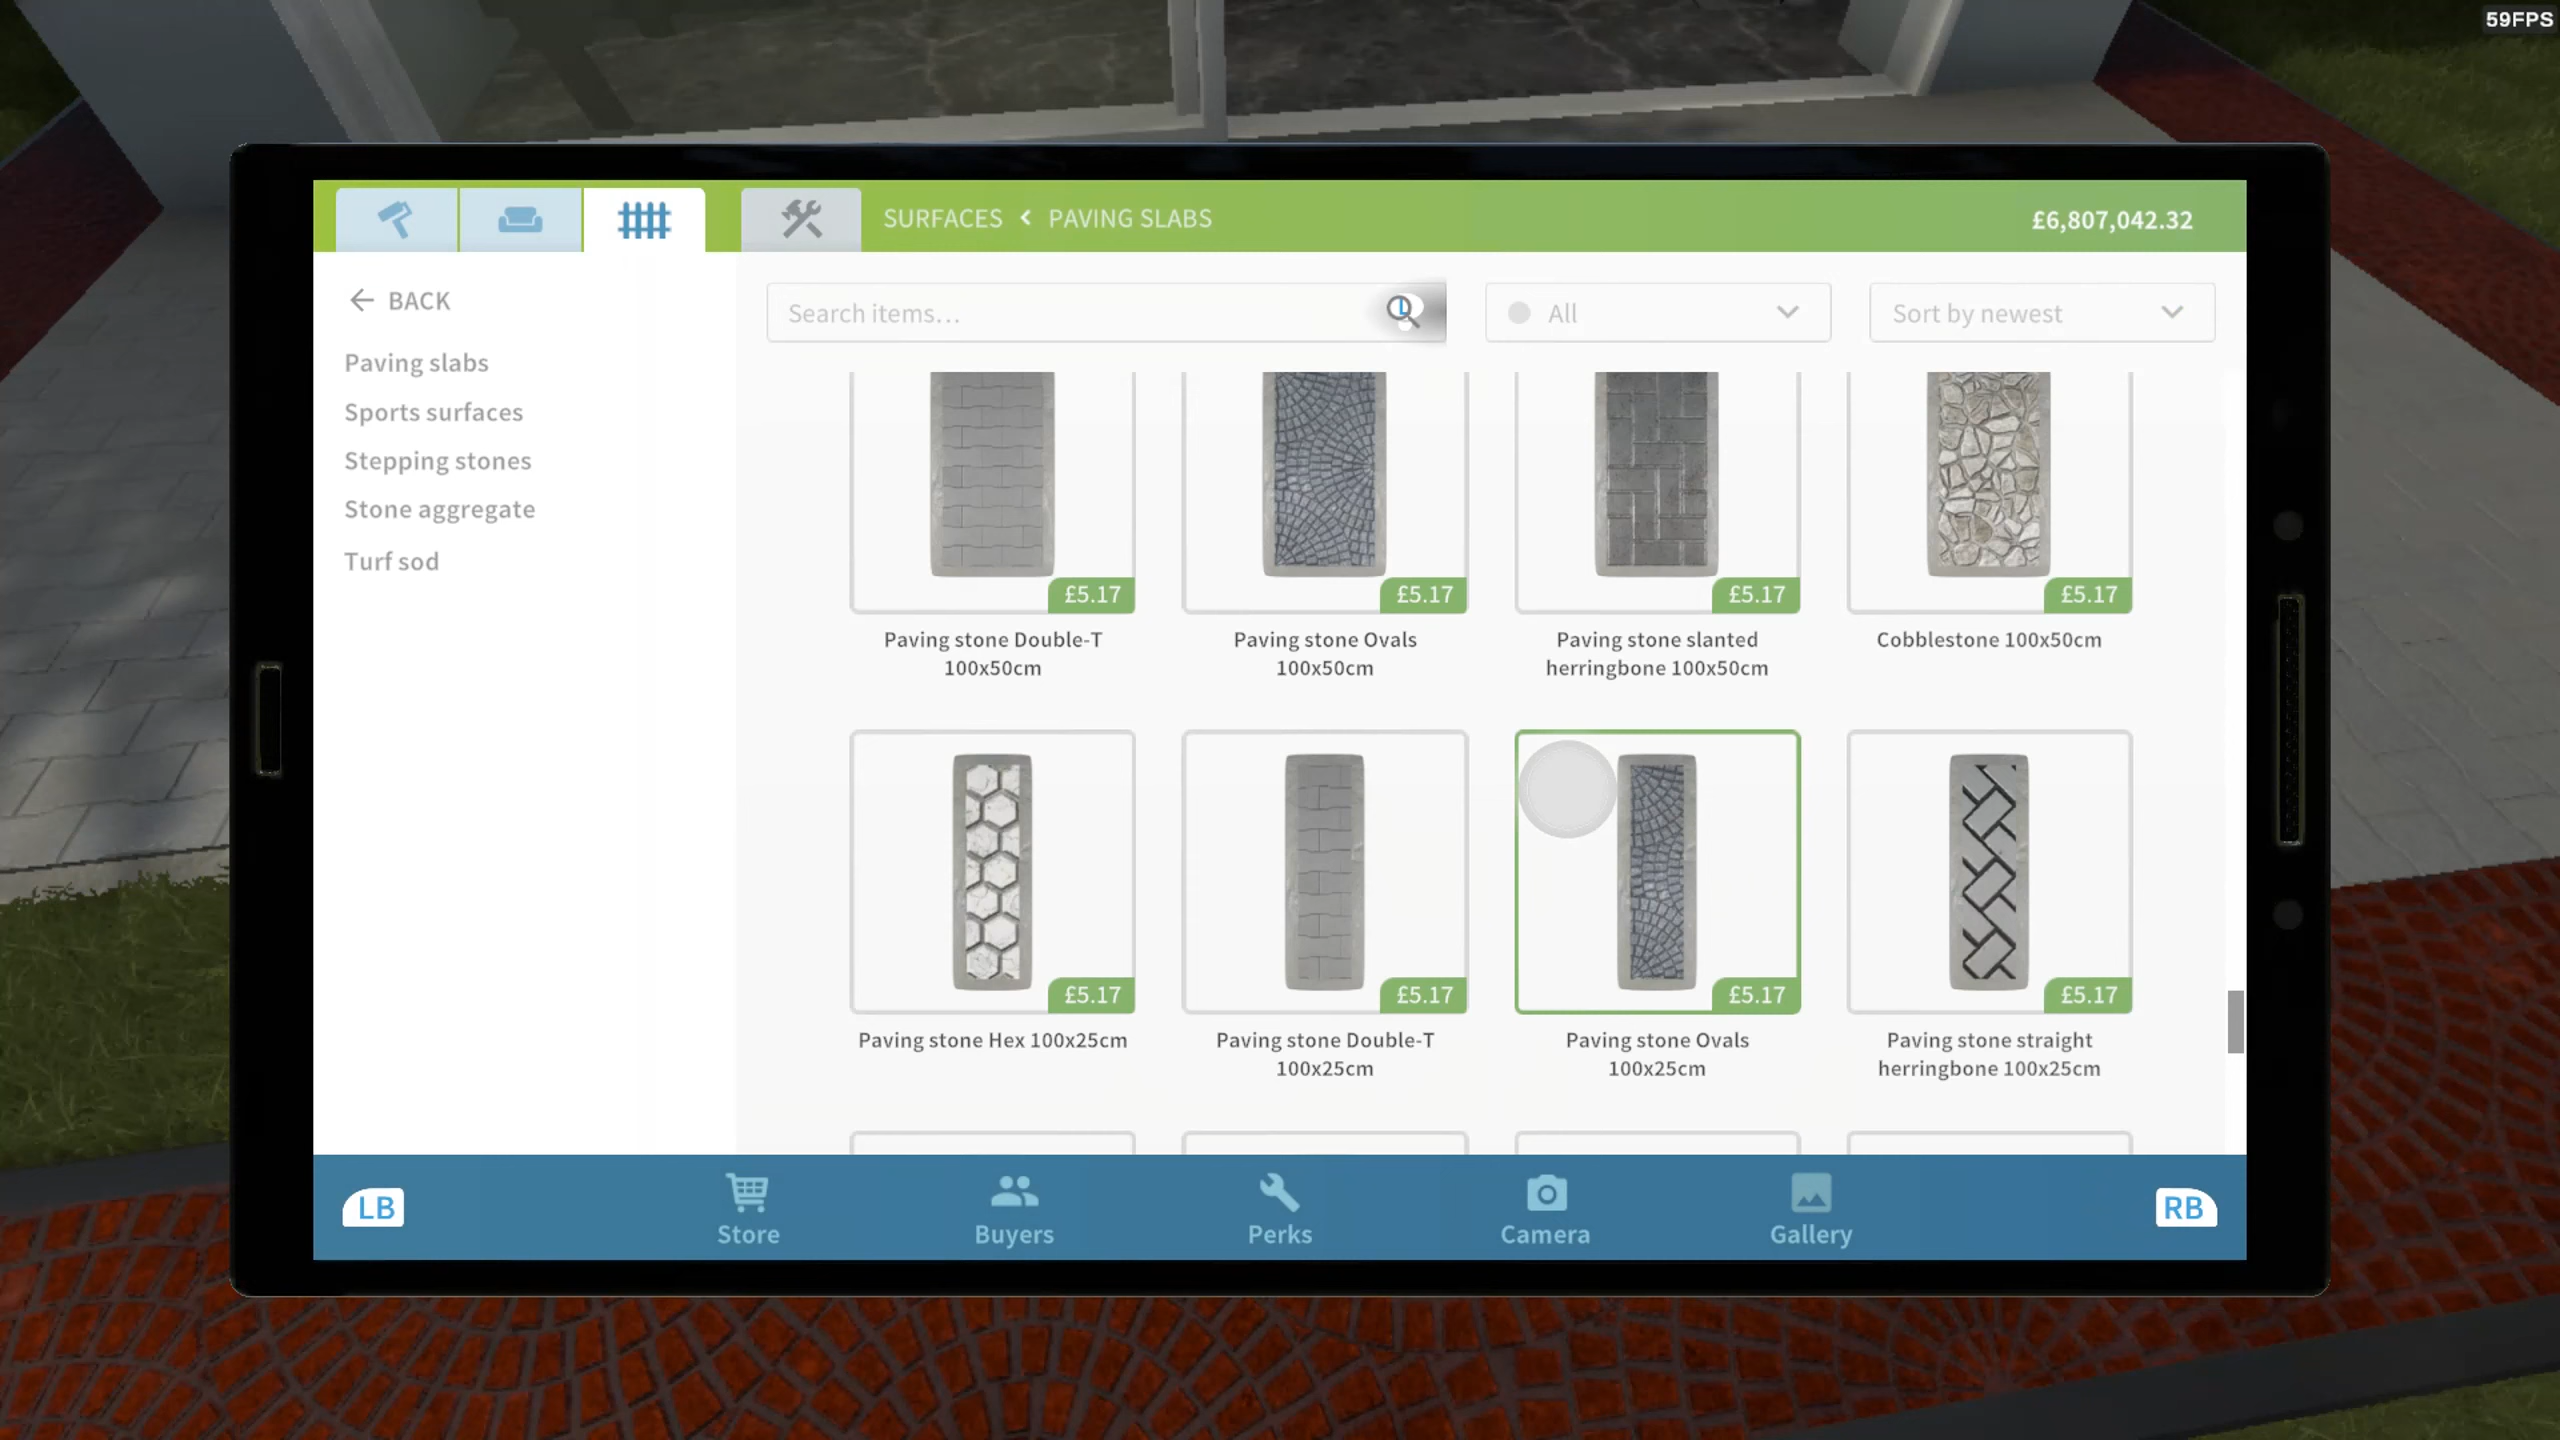 59FPS
SURFACES < PAVING SLABS
£6,807,042.32
BACK
Search items...
All
Sort by newest
Paving slabs
Sports surfaces
Stepping stones
Stone aggregate
Turf sod
£5.17
£5.17
£5.17
£5.17
Paving stone Double-T
100x50cm
Paving stone Ovals
100x50cm
Paving stone slanted
herringbone 100x50cm
Cobblestone 100x50cm
£5.17
£5.17
£5.17
£5.17
Paving stone Hex 100x25cm
Paving stone Double-T
100x25cm
Paving stone Ovals
100x25cm
Paving stone straight
herringbone 100x25cm
LB
Store
Buyers
Perks
Camera
Gallery
RB